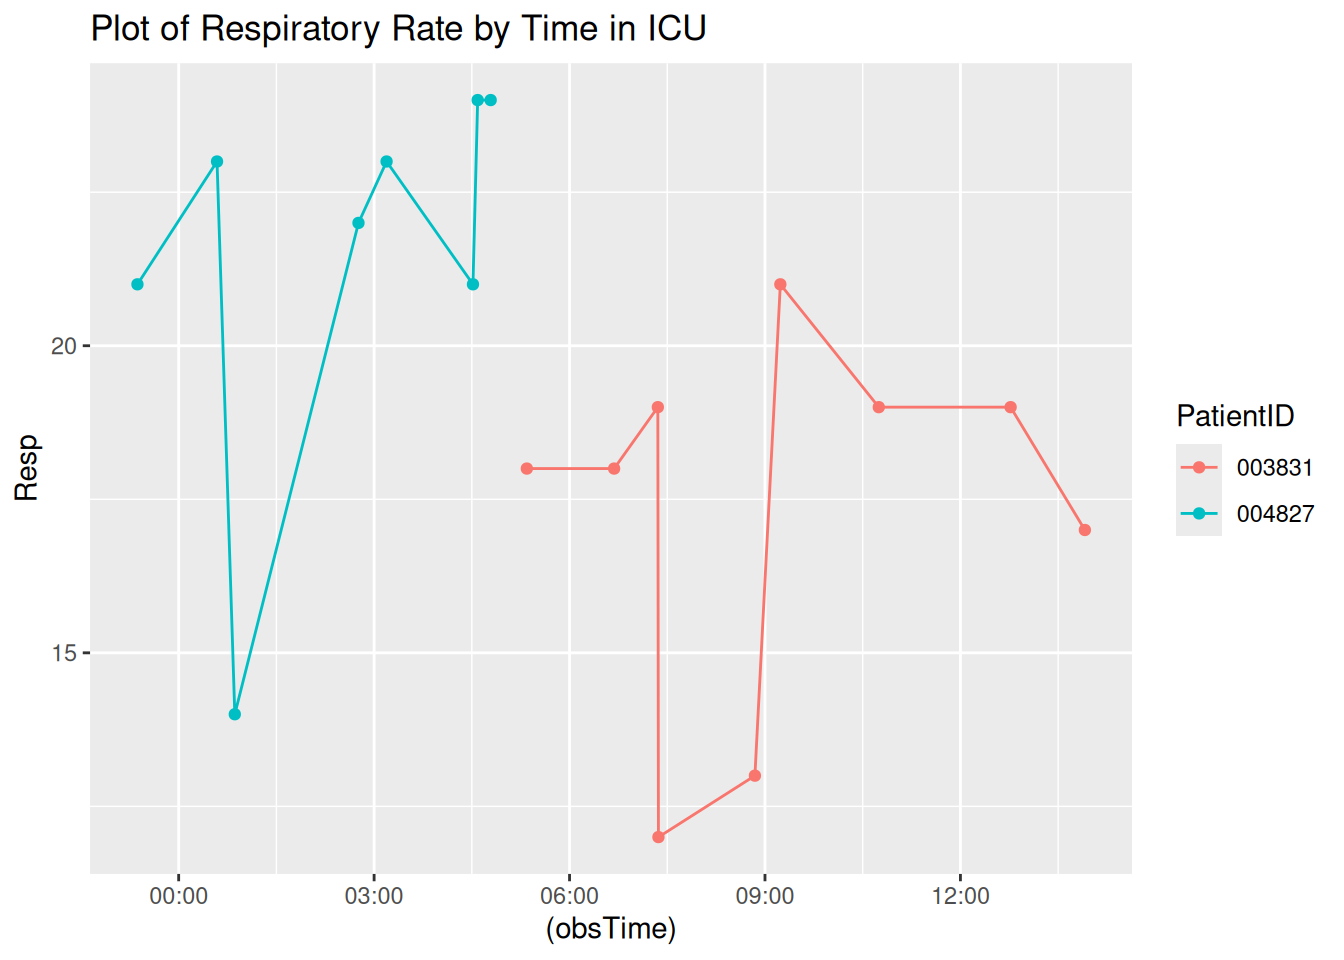 Plot of Respiratory Rate by Time in ICU
Resp
20
15
00:00 03:00 06:00 09:00 12:00
(obsTime)
PatientID
003831
004827